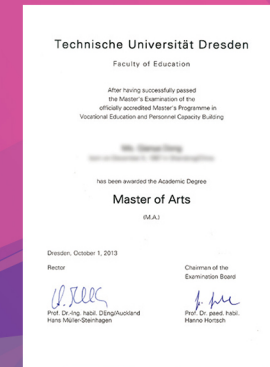 Technische Universität Dresden
Faculty of Education
After having successfully passed
the Master's Examination of the
officially accredited Master's Programme in
Vocational Education and Personnel Capacity Building
has been awarded the Academic Degree
Master of Arts
(M.A.)
Dresden, October 1, 2013
Rector
Chairman of the
Examination Board
Prof. Dr.-Ing. habil. DEng/Auckland
Hans Müller-Steinhagen
Prof. Dr. paed. habil.
Hanno Hortsch